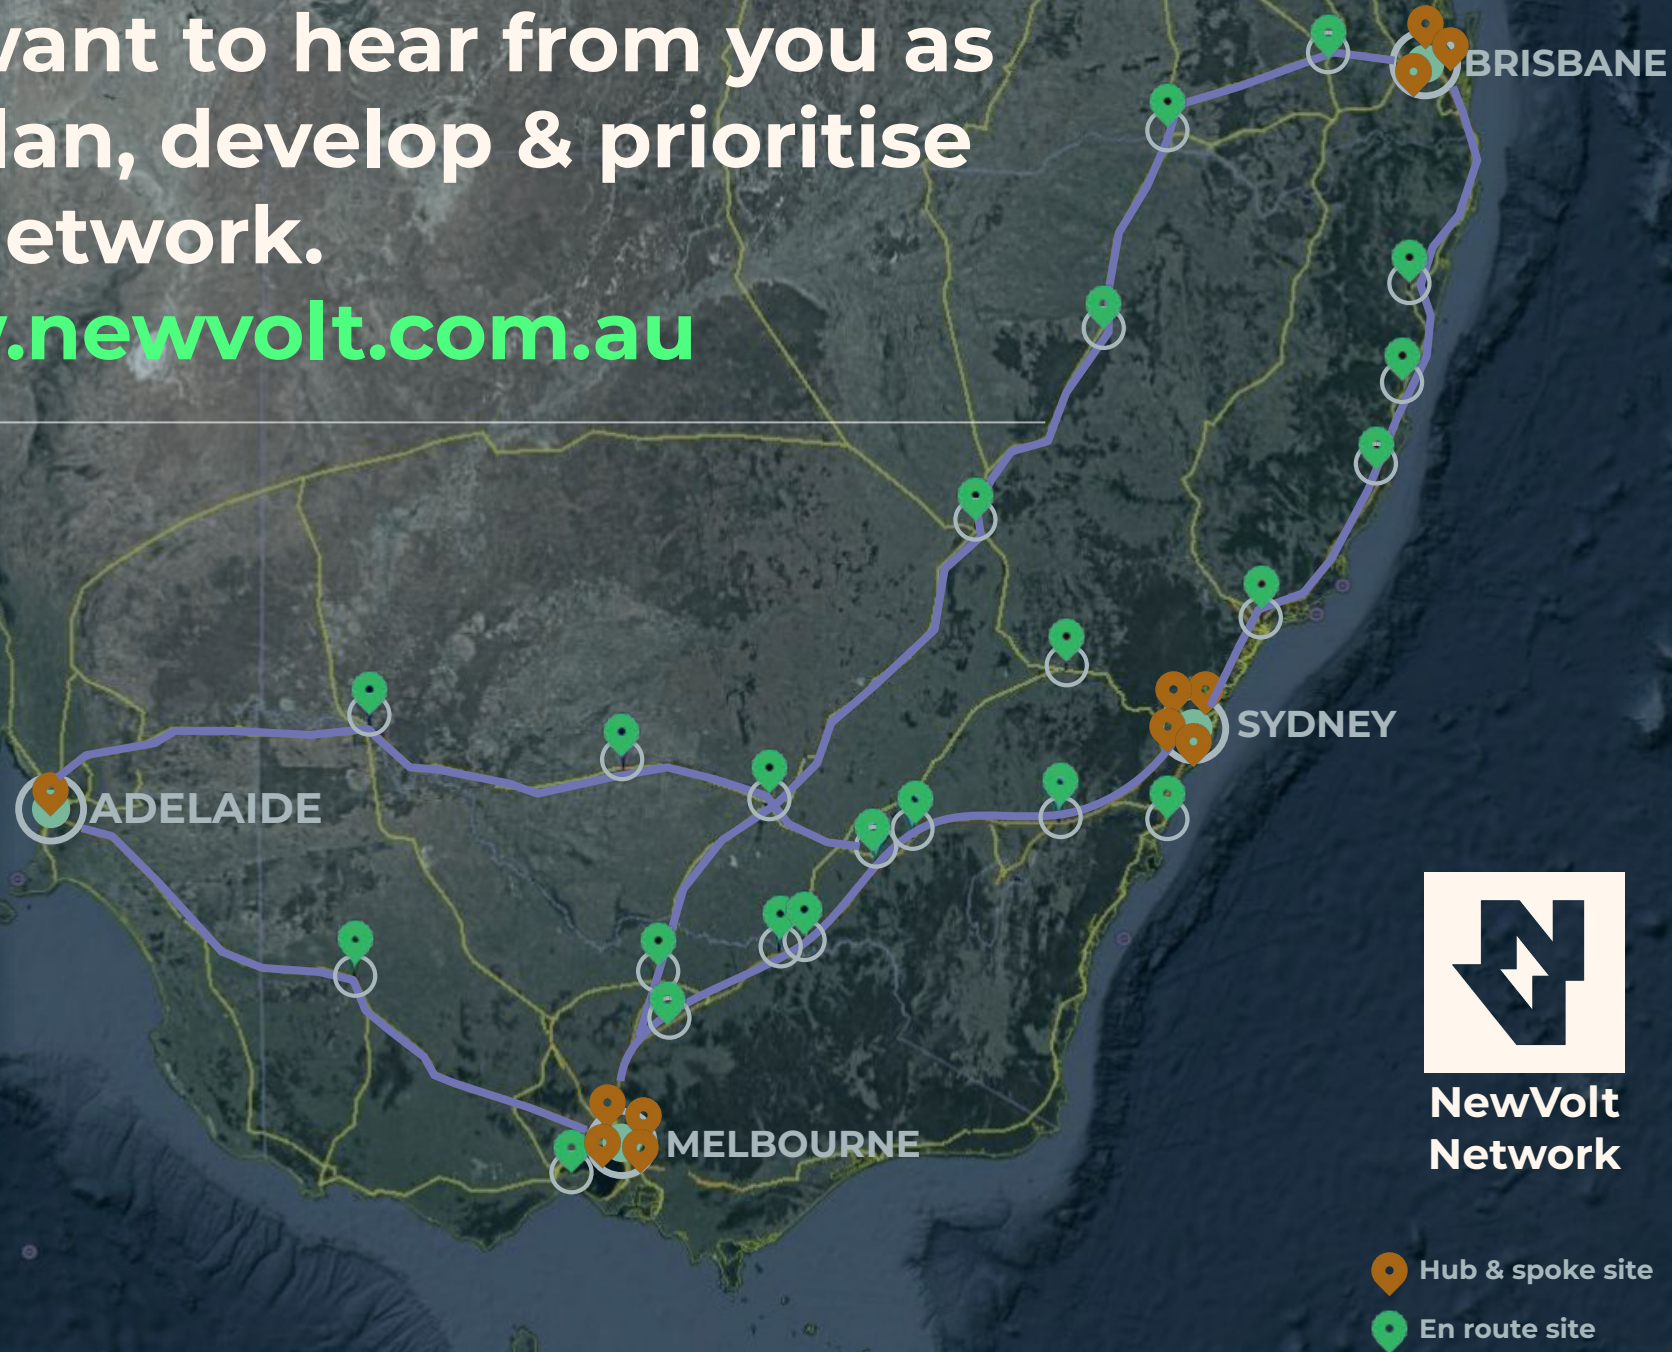 vant to hear from you as
lan, develop & prioritise
etwork.
.newvolt.com.au
BRISBANE
SYDNEY
ADELAIDE
MELBOURNE
NewVolt
Network
Hub & spoke site
En route site